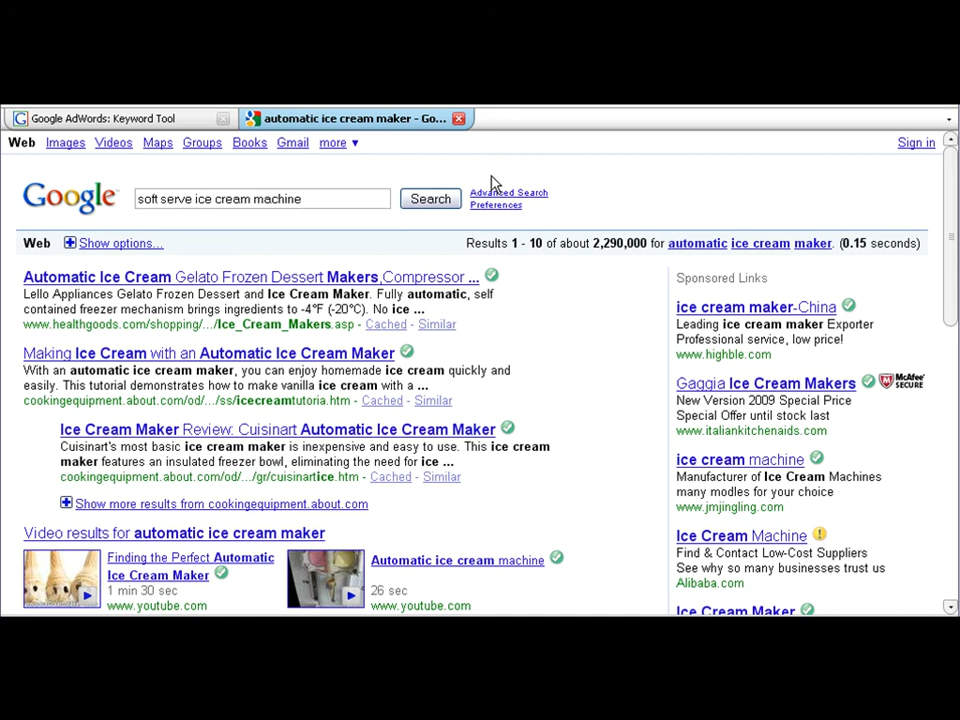 Google AdWords: Keyword Tool
automatic ice cream maker - Go...
Web Images Videos Maps Groups Books Gmail more ▼
Sign in
Google
soft serve ice cream machine
Search
Advanced Search
Preferences
Web Show options...
Results 1 - 10 of about 2,290,000 for automatic ice cream maker. (0.15 seconds)
Automatic Ice Cream Gelato Frozen Dessert Makers,Compressor ...
Lello Appliances Gelato Frozen Dessert and Ice Cream Maker. Fully automatic, self
contained freezer mechanism brings ingredients to -4°F (-20°C). No ice ...
www.healthgoods.com/shopping/.../Ice_Cream_Makers.asp - Cached - Similar
Making Ice Cream with an Automatic Ice Cream Maker
With an automatic ice cream maker, you can enjoy homemade ice cream quickly and
easily. This tutorial demonstrates how to make vanilla ice cream with a ...
cookingequipment.about.com/od/.../ss/icecreamtutoria.htm - Cached - Similar
Ice Cream Maker Review: Cuisinart Automatic Ice Cream Maker
Cuisinart's most basic ice cream maker is inexpensive and easy to use. This ice cream
maker features an insulated freezer bowl, eliminating the need for ice ...
cookingequipment.about.com/od/.../gr/cuisinartice.htm - Cached - Similar
Show more results from cookingequipment.about.com
Video results for automatic ice cream maker
Finding the Perfect Automatic
Ice Cream Maker
1 min 30 sec
www.youtube.com
Automatic ice cream machine
26 sec
www.youtube.com
Sponsored Links
ice cream maker-China
Leading ice cream maker Exporter
Professional service, low price!
www.highble.com
Gaggia Ice Cream Makers
McAfee SECURE
New Version 2009 Special Price
Special Offer until stock last
www.italiankitchenaids.com
ice cream machine
Manufacturer of Ice Cream Machines
many modles for your choice
www.jmjingling.com
Ice Cream Machine
Find & Contact Low-Cost Suppliers
See why so many businesses trust us
Alibaba.com
Ice Cream Maker